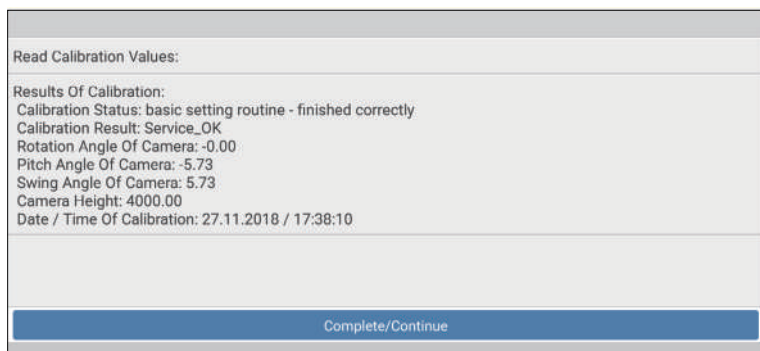 Read Calibration Values:
Results Of Calibration:
Calibration Status: basic setting routine - finished correctly
Calibration Result: Service_OK
Rotation Angle Of Camera: -0.00
Pitch Angle Of Camera: -5.73
Swing Angle Of Camera: 5.73
Camera Height: 4000.00
Date / Time Of Calibration: 27.11.2018 / 17:38:10
Complete/Continue